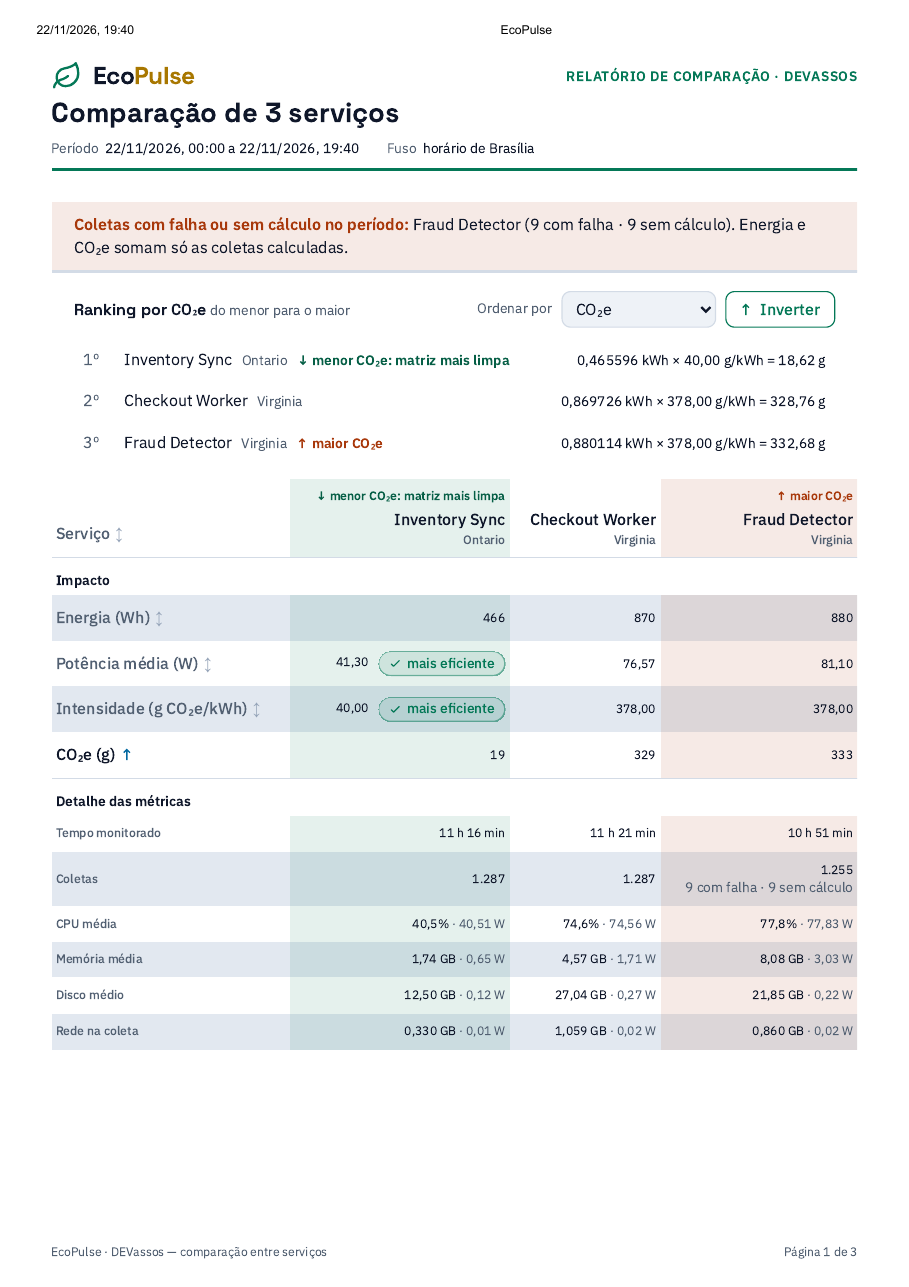 22/11/2026, 19:40 EcoPulse
EcoPulse RELATÓRIO DE COMPARAÇÃO · DEVASSOS
Comparação de 3 serviços
Período 22/11/2026, 00:00 a 22/11/2026, 19:40 Fuso horário de Brasília
Coletas com falha ou sem cálculo no período: Fraud Detector (9 com falha · 9 sem cálculo). Energia e
CO₂e somam só as coletas calculadas.
Ranking por CO₂e do menor para o maior Ordenar por CO₂e ↑ Inverter
1º Inventory Sync Ontario ↓ menor CO₂e: matriz mais limpa 0,465596 kWh × 40,00 g/kWh = 18,62 g
2º Checkout Worker Virginia 0,869726 kWh × 378,00 g/kWh = 328,76 g
3º Fraud Detector Virginia ↑ maior CO₂e 0,880114 kWh × 378,00 g/kWh = 332,68 g
↓ menor CO₂e: matriz mais limpa ↑ maior CO₂e
Serviço ↕ Inventory Sync Checkout Worker Fraud Detector
Ontario Virginia Virginia
Impacto
Energia (Wh) ↕ 466 870 880
Potência média (W) ↕ 41,30 ✓ mais eficiente 76,57 81,10
Intensidade (g CO₂e/kWh) ↕ 40,00 ✓ mais eficiente 378,00 378,00
CO₂e (g) ↑ 19 329 333
Detalhe das métricas
Tempo monitorado 11 h 16 min 11 h 21 min 10 h 51 min
Coletas 1.287 1.287 1.255
9 com falha · 9 sem cálculo
CPU média 40,5% · 40,51 W 74,6% · 74,56 W 77,8% · 77,83 W
Memória média 1,74 GB · 0,65 W 4,57 GB · 1,71 W 8,08 GB · 3,03 W
Disco médio 12,50 GB · 0,12 W 27,04 GB · 0,27 W 21,85 GB · 0,22 W
Rede na coleta 0,330 GB · 0,01 W 1,059 GB · 0,02 W 0,860 GB · 0,02 W
EcoPulse · DEVassos — comparação entre serviços Página 1 de 3